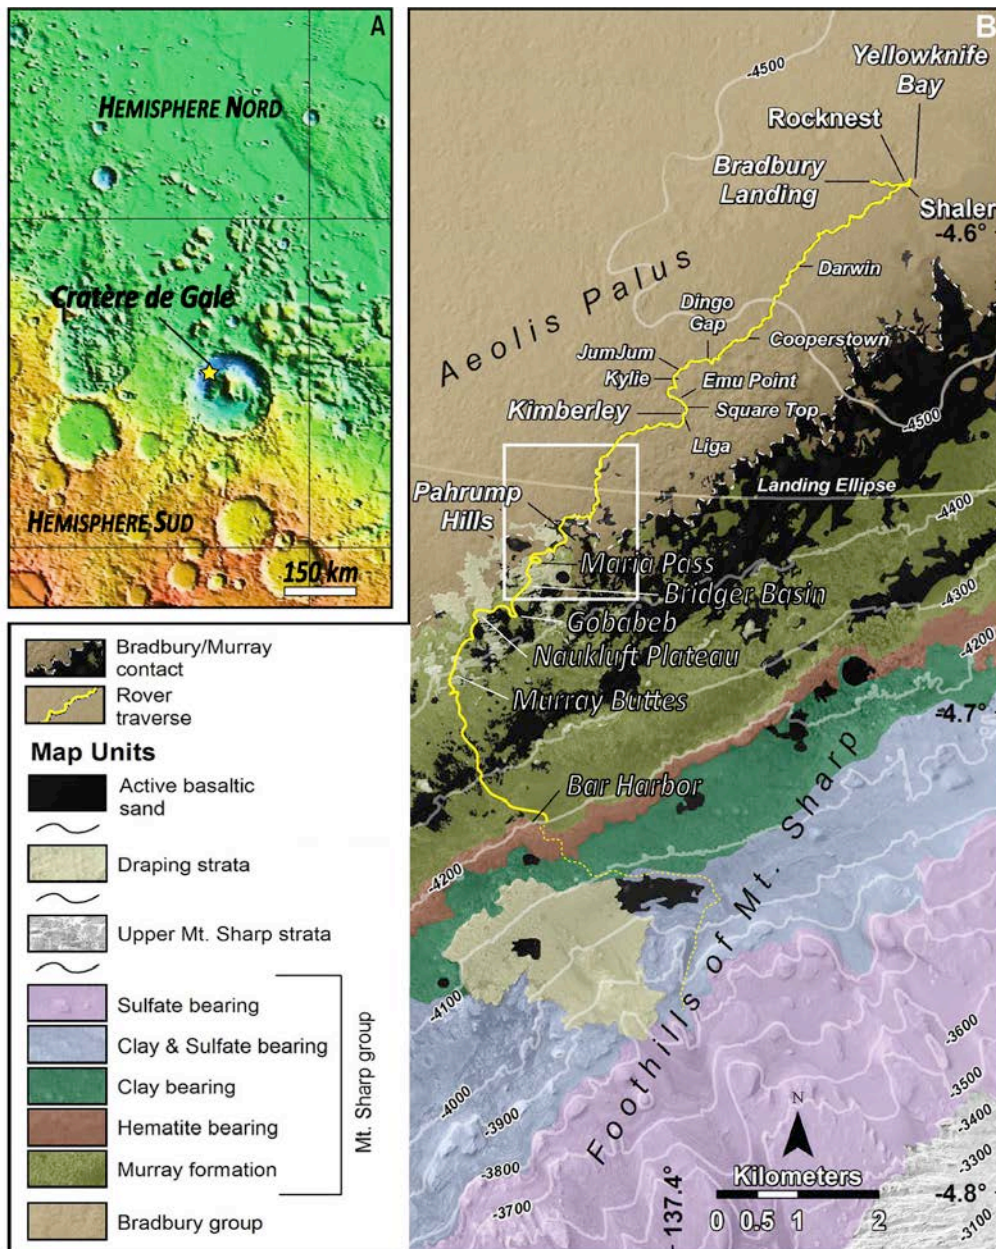 A
HEMISPHERE NORD
Cratère de Gale
HEMISPHERE SUD
150 km
B
-4500
Yellowknife
Bay
Rocknest
Bradbury
Landing
Shaler
-4.6°
Aeolis Palus
Darwin
Dingo
Gap
Cooperstown
JumJum
Kylie
Emu Point
Kimberley
Square Top
Liga
-4500
Landing Ellipse
Pahrump
Hills
-4400
Maria Pass
Bridger Basin
-4300
Gobabeb
-4200
Naukluft Plateau
Murray Buttes
-4.7°
Bar Harbor
-4200
Foothills of Mt. Sharp
-4100
-4000
-3900
-3800
-3700
-3600
-3500
-3400
-3300
-3100
N
Kilometers
0 0.5 1 2
137.4°
-4.8°
Bradbury/Murray
contact
Rover
traverse
Map Units
Active basaltic
sand
Draping strata
Upper Mt. Sharp strata
Sulfate bearing
Clay & Sulfate bearing
Clay bearing
Hematite bearing
Murray formation
Mt. Sharp group
Bradbury group